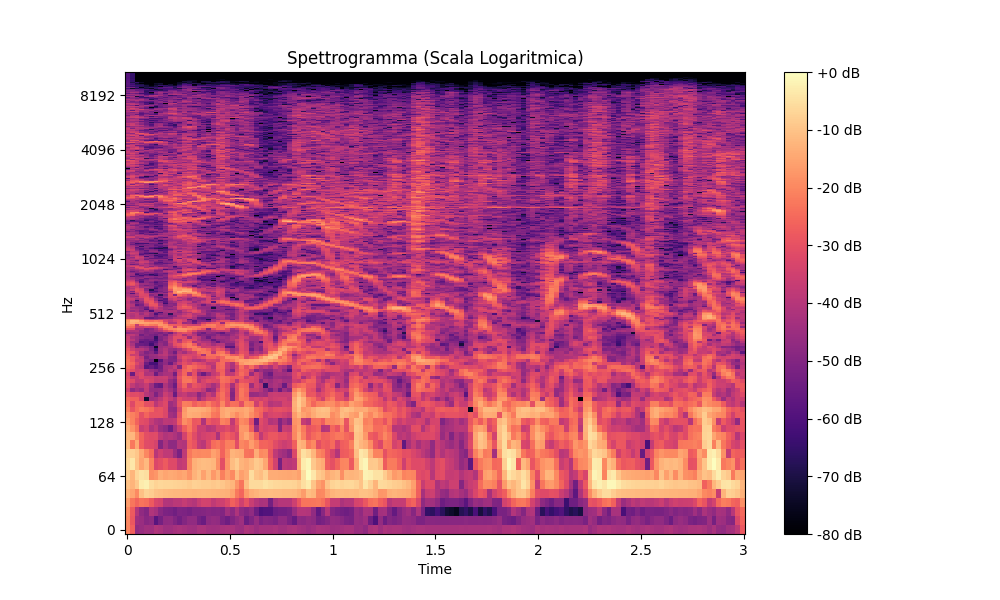 Spettrogramma (Scala Logaritmica)
8192
4096
2048
1024
512
256
128
64
0
Hz
0
0.5
1
1.5
2
2.5
3
Time
+0 dB
-10 dB
-20 dB
-30 dB
-40 dB
-50 dB
-60 dB
-70 dB
-80 dB